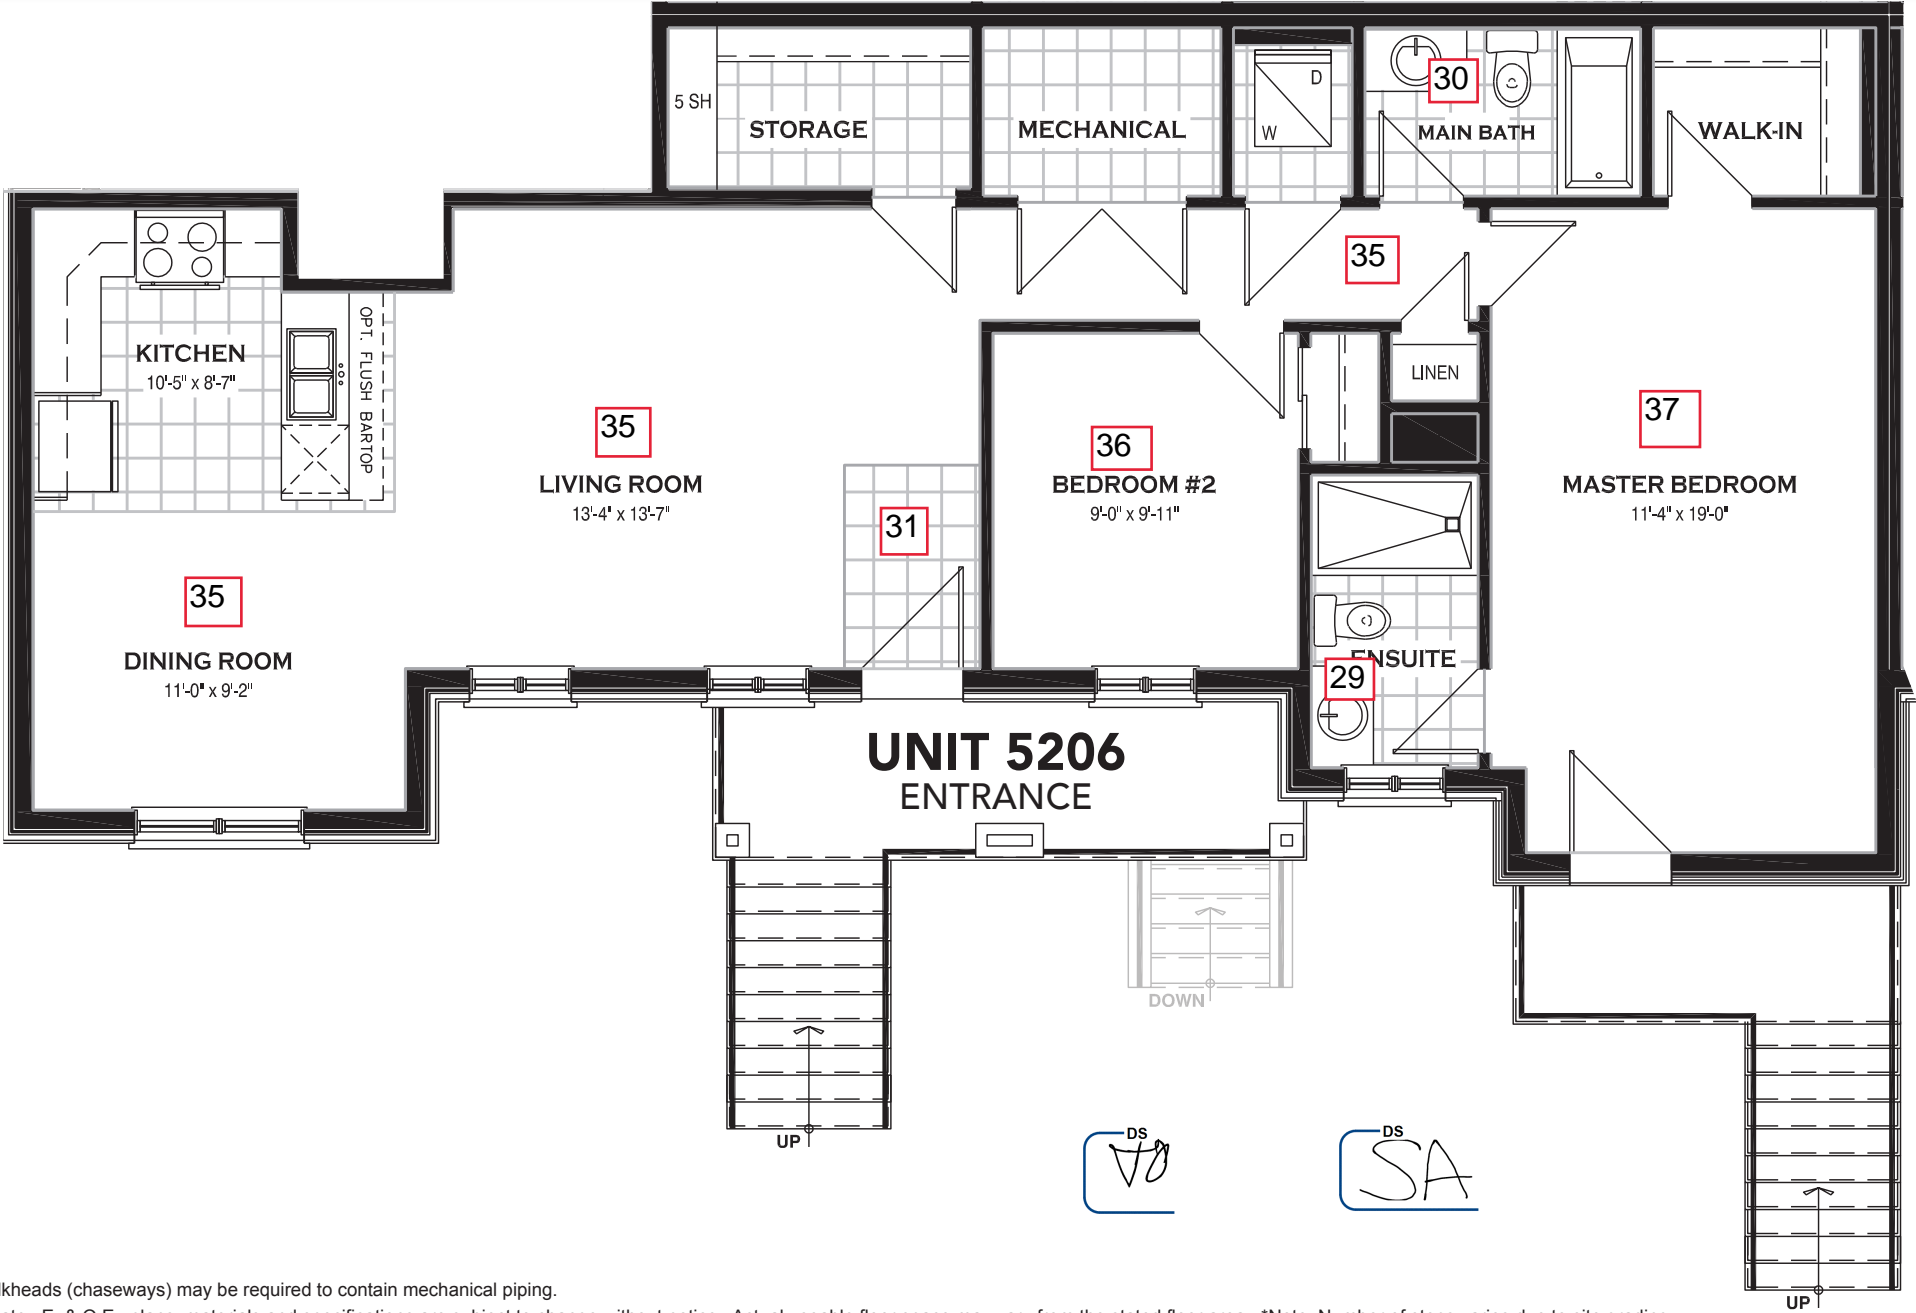 5 SH
STORAGE
MECHANICAL
D
W
30
MAIN BATH
WALK-IN
35
KITCHEN
10'-5" x 8'-7"
OPT. FLUSH BARTOP
35
LIVING ROOM
13'-4" x 13'-7"
31
36
BEDROOM #2
9'-0" x 9'-11"
LINEN
37
MASTER BEDROOM
11'-4" x 19'-0"
35
DINING ROOM
11'-0" x 9'-2"
ENSUITE
29
UNIT 5206
ENTRANCE
DOWN
UP
DS
DS
SA
UP
lkheads (chaseways) may be required to contain mechanical piping.